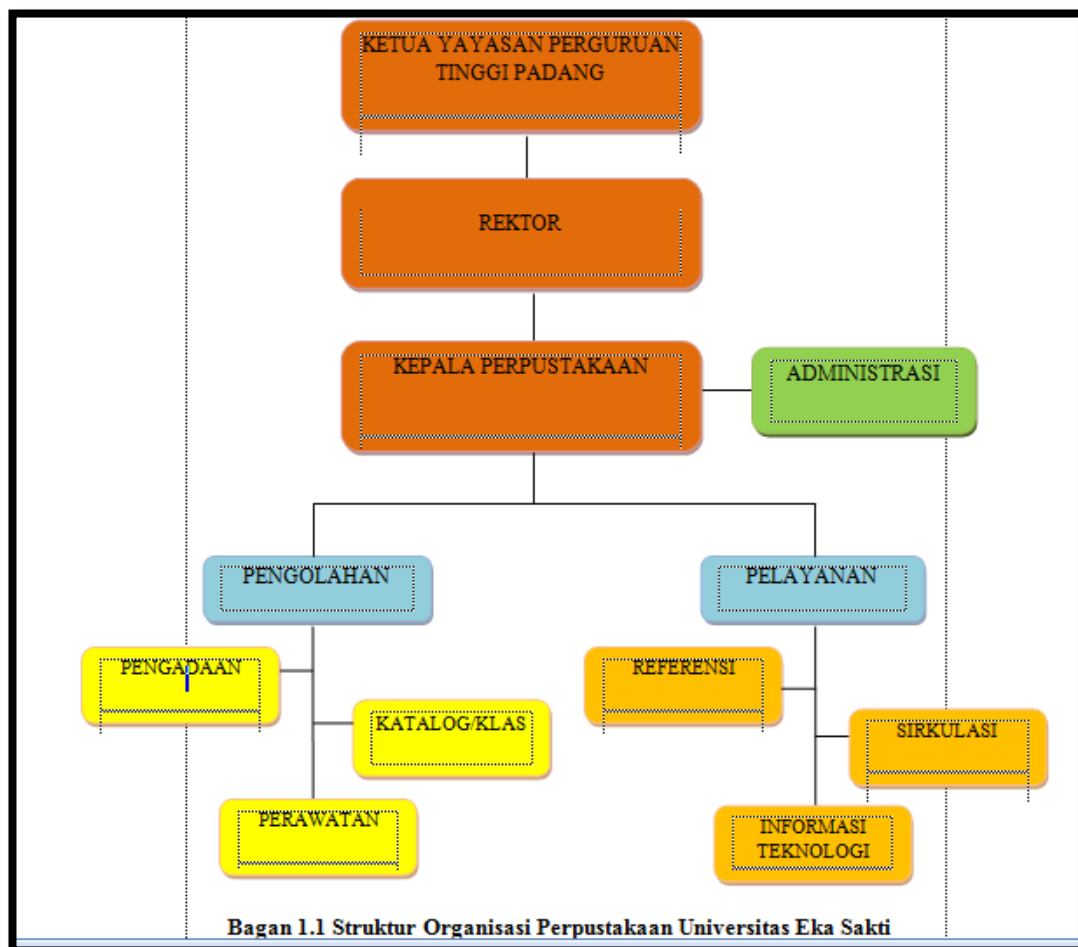 KETUA YAYASAN PERGURUAN
TINGGI PADANG
REKTOR
KEPALA PERPUSTAKAAN
ADMINISTRASI
PENGOLAHAN
PELAYANAN
PENGADAAN
REFERENSI
KATALOG/KLAS
SIRKULASI
PERAWATAN
INFORMASI
TEKNOLOGI
Bagan 1.1 Struktur Organisasi Perpustakaan Universitas Eka Sakti